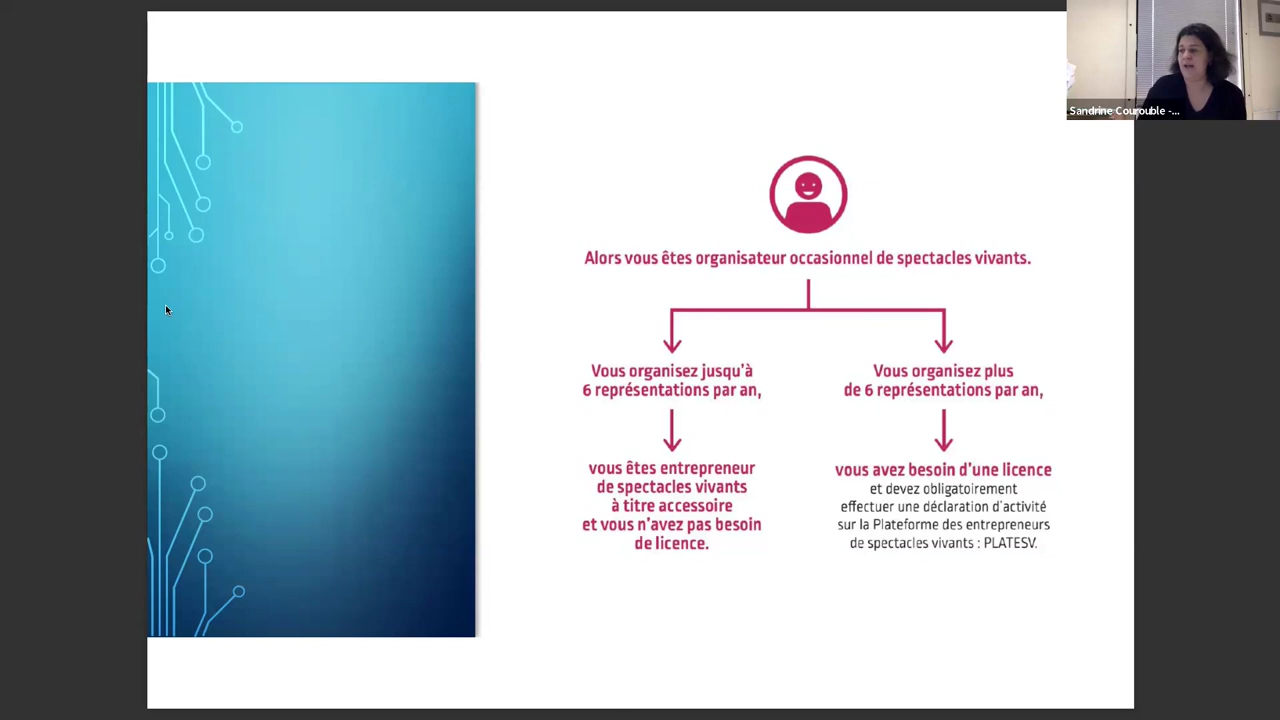 Sandrine Courouble -...
Alors vous êtes organisateur occasionnel de spectacles vivants.
Vous organisez jusqu'à
6 représentations par an,
vous êtes entrepreneur
de spectacles vivants
à titre accessoire
et vous n'avez pas besoin
de licence.
Vous organisez plus
de 6 représentations par an,
vous avez besoin d'une licence
et devez obligatoirement
effectuer une déclaration d'activité
sur la Plateforme des entrepreneurs
de spectacles vivants : PLATESV.